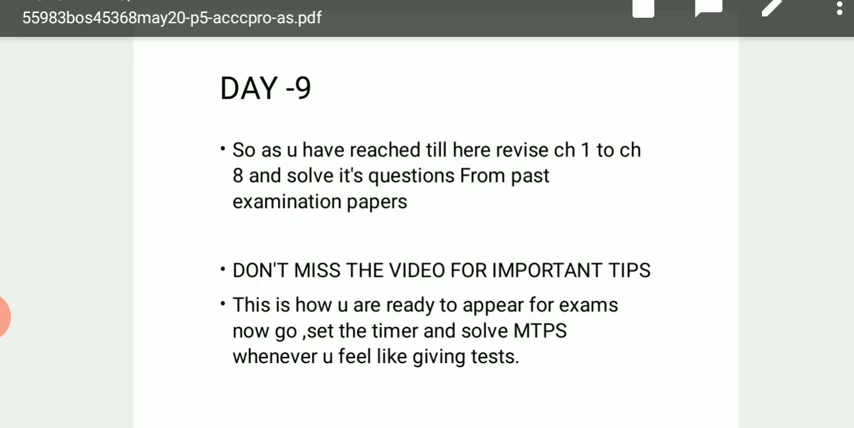 55983bos45368may20-p5-acccpro-as.pdf
DAY -9
• So as u have reached till here revise ch 1 to ch
8 and solve it's questions From past
examination papers
• DON'T MISS THE VIDEO FOR IMPORTANT TIPS
• This is how u are ready to appear for exams
now go ,set the timer and solve MTPS
whenever u feel like giving tests.